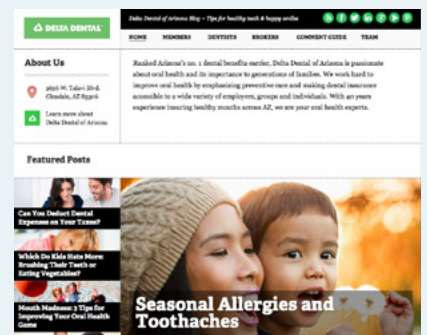 DELTA DENTAL
Delta Dental of Arizona Blog – Tips for healthy teeth & happy smiles
HOME MEMBERS DENTISTS BROKERS COMMENT GUIDE TEAM
About Us
Glendale, AZ
Learn more about
Delta Dental of Arizona
Ranked Arizona's no. 1 dental benefits carrier, Delta Dental of Arizona is passionate
about oral health and its importance to generations of families. We work hard to
improve oral health by emphasizing preventive care and making dental insurance
accessible to a wide variety of employers, groups and individuals. With 40 years
experience insuring healthy mouths across AZ, we are your oral health experts.
Featured Posts
Can You Deduct Dental
Expenses on Your Taxes?
Which Do Kids Hate More:
Brushing Their Teeth or
Eating Vegetables?
Mouth Madness: 3 Tips for
Improving Your Oral Health
Game
Seasonal Allergies and
Toothaches